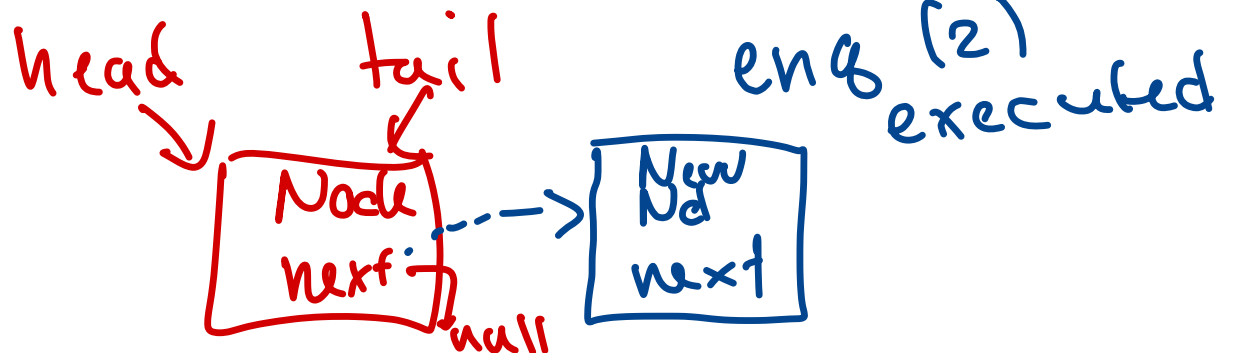 head tail enq (2)
executed
Node New
Nd
next next
null